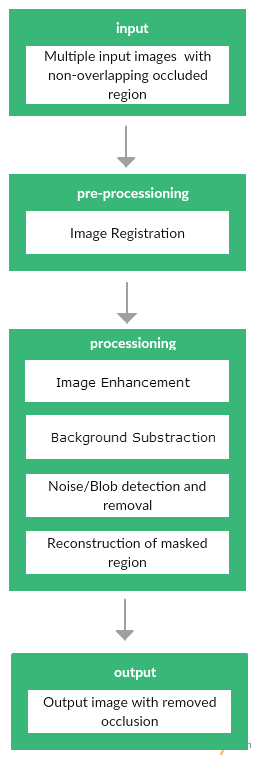 input
Multiple input images with
non-overlapping occluded
region
pre-processioning
Image Registration
processioning
Image Enhancement
Background Substraction
Noise/Blob detection and
removal
Reconstruction of masked
region
output
Output image with removed
occlusion